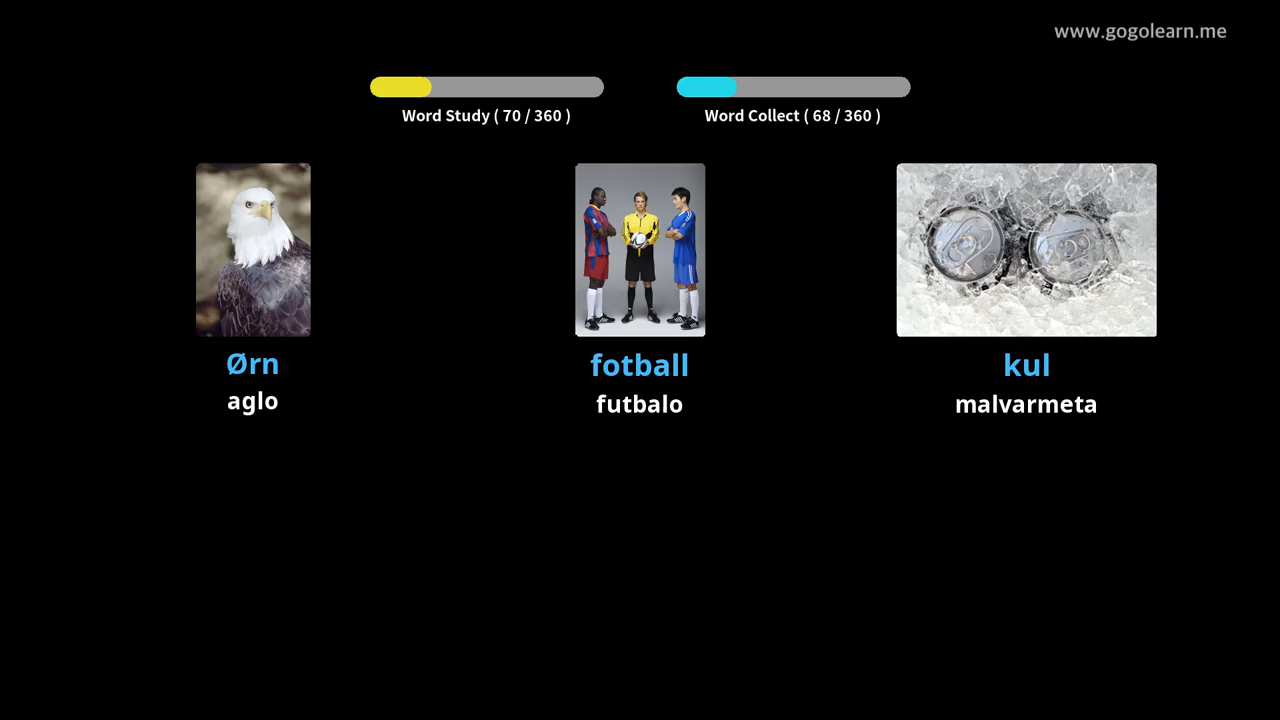 www.gogolearn.me
Word Study ( 70 / 360 )
Word Collect ( 68 / 360 )
Ørn
aglo
fotball
futbalo
kul
malvarmeta